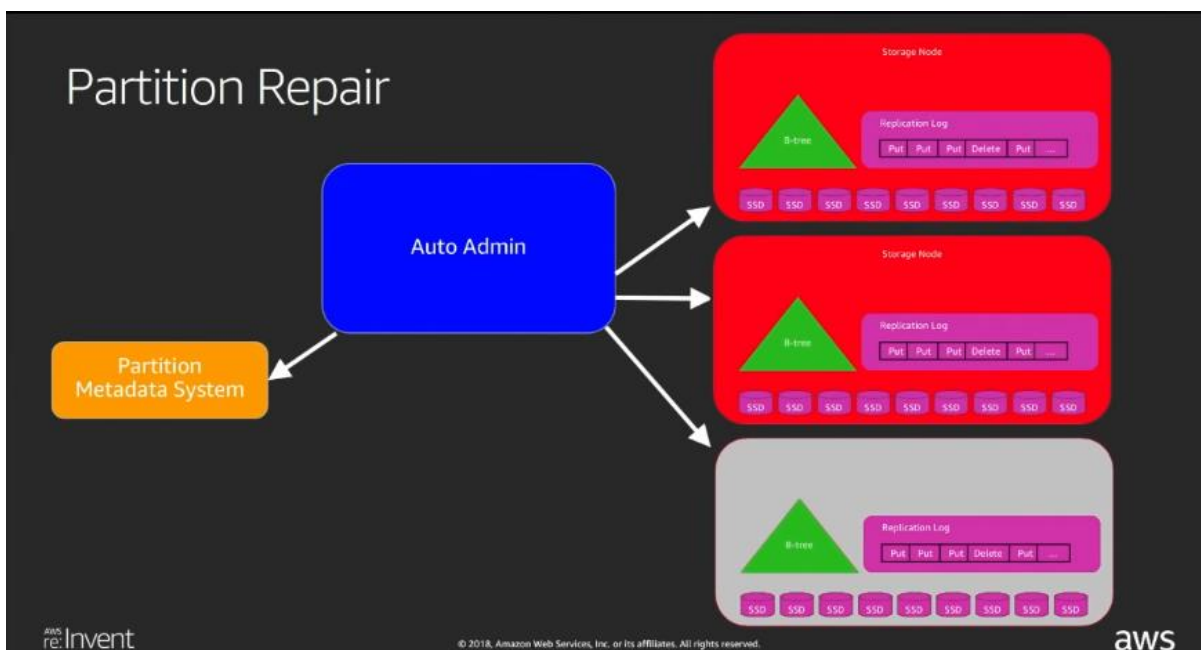 Partition Repair
Auto Admin
Partition
Metadata System
Storage Node
B-tree
Replication Log
Put Put Put Delete Put ...
SSD SSD SSD SSD SSD SSD SSD SSD SSD
Storage Node
B-tree
Replication Log
Put Put Put Delete Put ...
SSD SSD SSD SSD SSD SSD SSD SSD SSD
B-tree
Replication Log
Put Put Put Delete Put ...
SSD SSD SSD SSD SSD SSD SSD SSD SSD
AWS
re:Invent
© 2018, Amazon Web Services, Inc. or its affiliates. All rights reserved.
aws